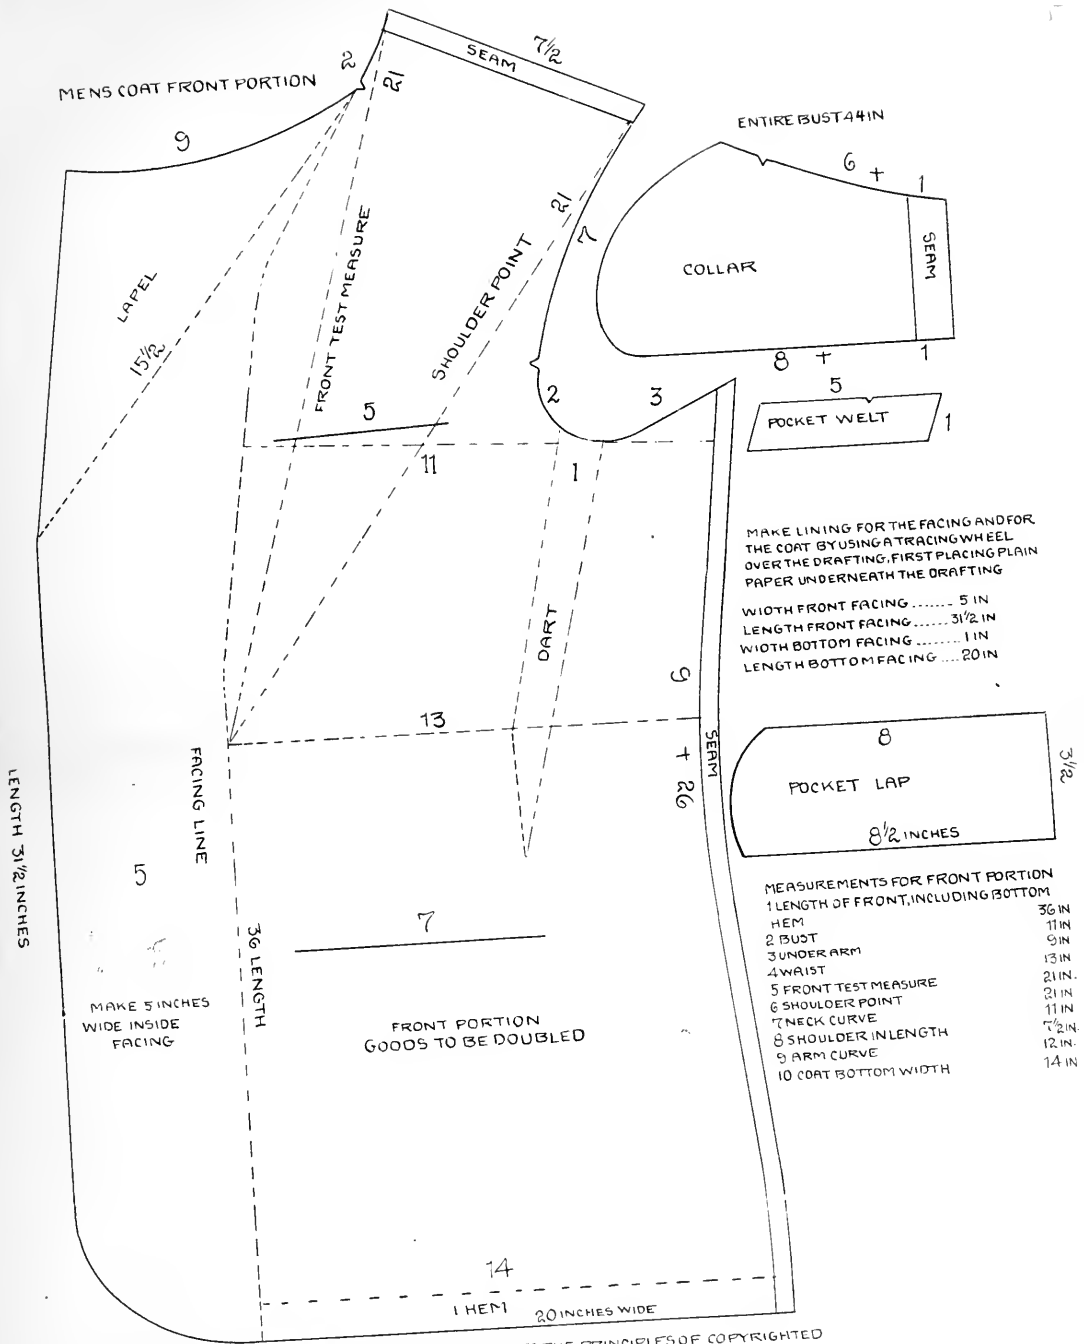 MENS COAT FRONT PORTION
2
21
SEAM
7½
9
ENTIRE BUST 44 IN
6 + 1
LAPEL
15½
FRONT TEST MEASURE
SHOULDER POINT
21
7
COLLAR
SEAM
8 + 1
5
2
3
5
POCKET WELT
1
11
1
MAKE LINING FOR THE FACING AND FOR
THE COAT BY USING A TRACING WHEEL
OVER THE DRAFTING, FIRST PLACING PLAIN
PAPER UNDERNEATH THE DRAFTING
WIDTH FRONT FACING ....... 5 IN
LENGTH FRONT FACING ...... 31½ IN
WIDTH BOTTOM FACING ........ 1 IN
LENGTH BOTTOM FACING .... 20 IN
DART
9 + 26
SEAM
13
FACING LINE
LENGTH 31½ INCHES
5
8
POCKET LAP
3½
8½ INCHES
7
36 LENGTH
MAKE 5 INCHES
WIDE INSIDE
FACING
FRONT PORTION
GOODS TO BE DOUBLED
MEASUREMENTS FOR FRONT PORTION
1 LENGTH OF FRONT, INCLUDING BOTTOM
HEM 36 IN
2 BUST 11 IN
3 UNDER ARM 9 IN
4 WAIST 13 IN
5 FRONT TEST MEASURE 21 IN.
6 SHOULDER POINT 21 IN
7 NECK CURVE 11 IN
8 SHOULDER IN LENGTH 7½ IN.
9 ARM CURVE 12 IN.
10 COAT BOTTOM WIDTH 14 IN
14
1 HEM 20 INCHES WIDE
THE PRINCIPLES OF COPYRIGHTED